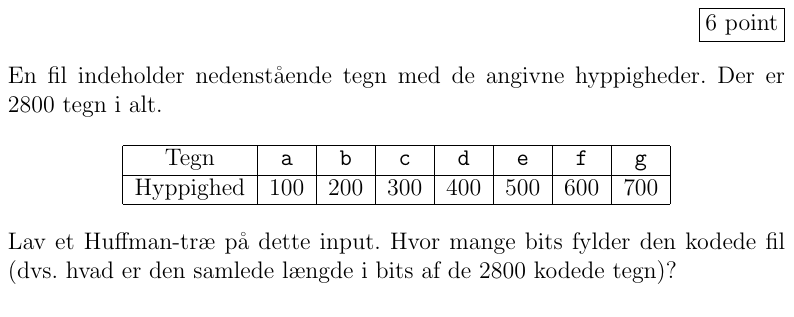 6 point
En fil indeholder nedenstående tegn med de angivne hyppigheder. Der er
2800 tegn i alt.
Tegn a b c d e f g
Hyppighed 100 200 300 400 500 600 700
Lav et Huffman-træ på dette input. Hvor mange bits fylder den kodede fil
(dvs. hvad er den samlede længde i bits af de 2800 kodede tegn)?